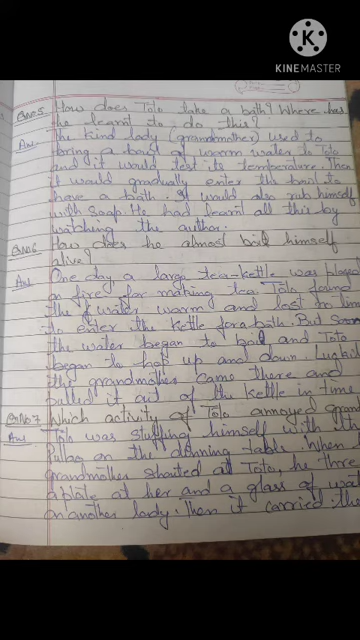 KINEMASTER
Q.No5 How does Toto take a bath? Where has
he learnt to do this?
Ans The kind lady (grandmother) used to
bring a bowl of warm water to Toto
and it would test its temperature. Then
it would gradually enter the bowl to
have a bath. It would also rub himself
with soap. He had learnt all this by
watching the author.
Q.No6 How does he almost boil himself
alive?
Ans One day a large tea-kettle was placed
on fire for making tea. Toto found
the water warm and lost no time
to enter the kettle for a bath. But soon
the water began to boil and Toto
began to hop up and down. Luckily
the grandmother came there and
pulled it out of the kettle in time
Q.No7 Which activity of Toto annoyed grand
Ans Toto was stuffing himself with the
Pullao on the dinning table. When
grandmother shouted at Toto, he threw
a plate at her and a glass of wat
on another lady. Then it carried the